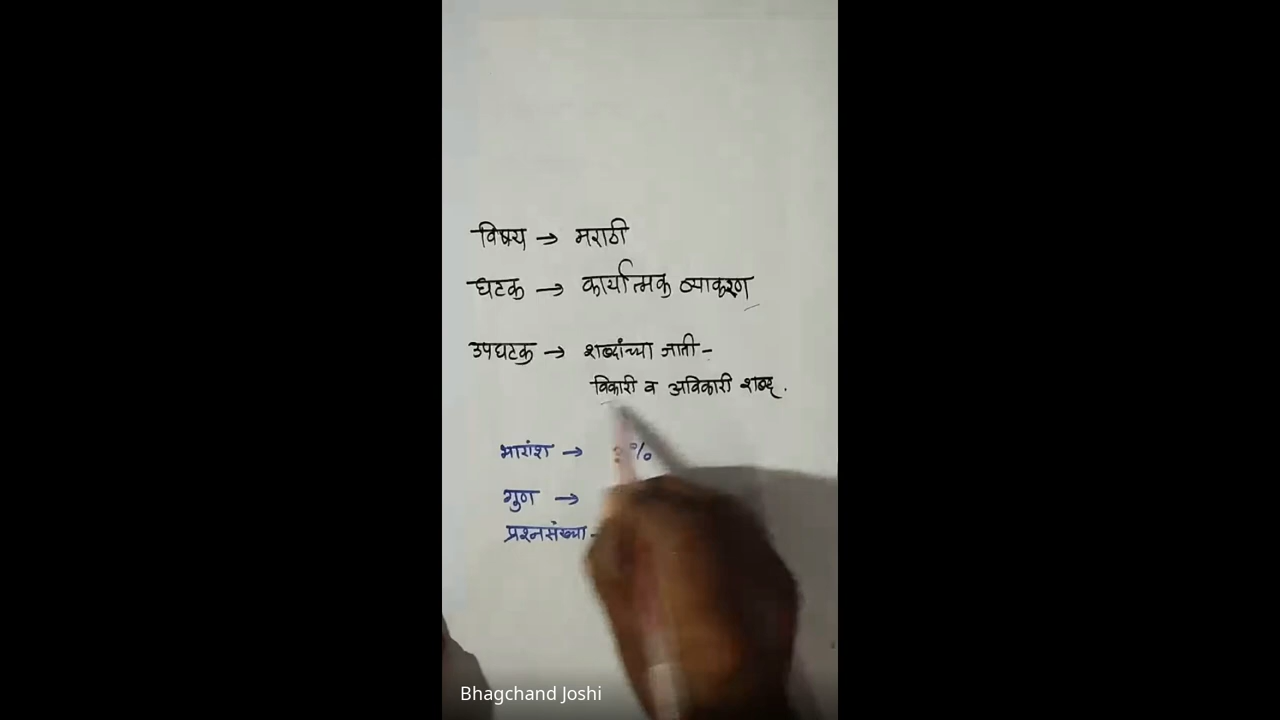 विषय → मराठी
घटक → कार्यात्मक व्याकरण
उपघटक → शब्दांच्या जाती -
विकारी व अविकारी शब्द.
भारांश → %
गुण →
प्रश्नसंख्या -
Bhagchand Joshi